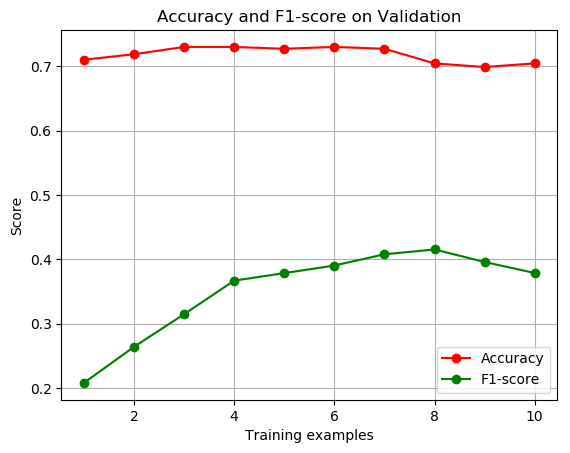 Accuracy and F1-score on Validation
Score
0.7
0.6
0.5
0.4
0.3
0.2
Accuracy
F1-score
2 4 6 8 10
Training examples